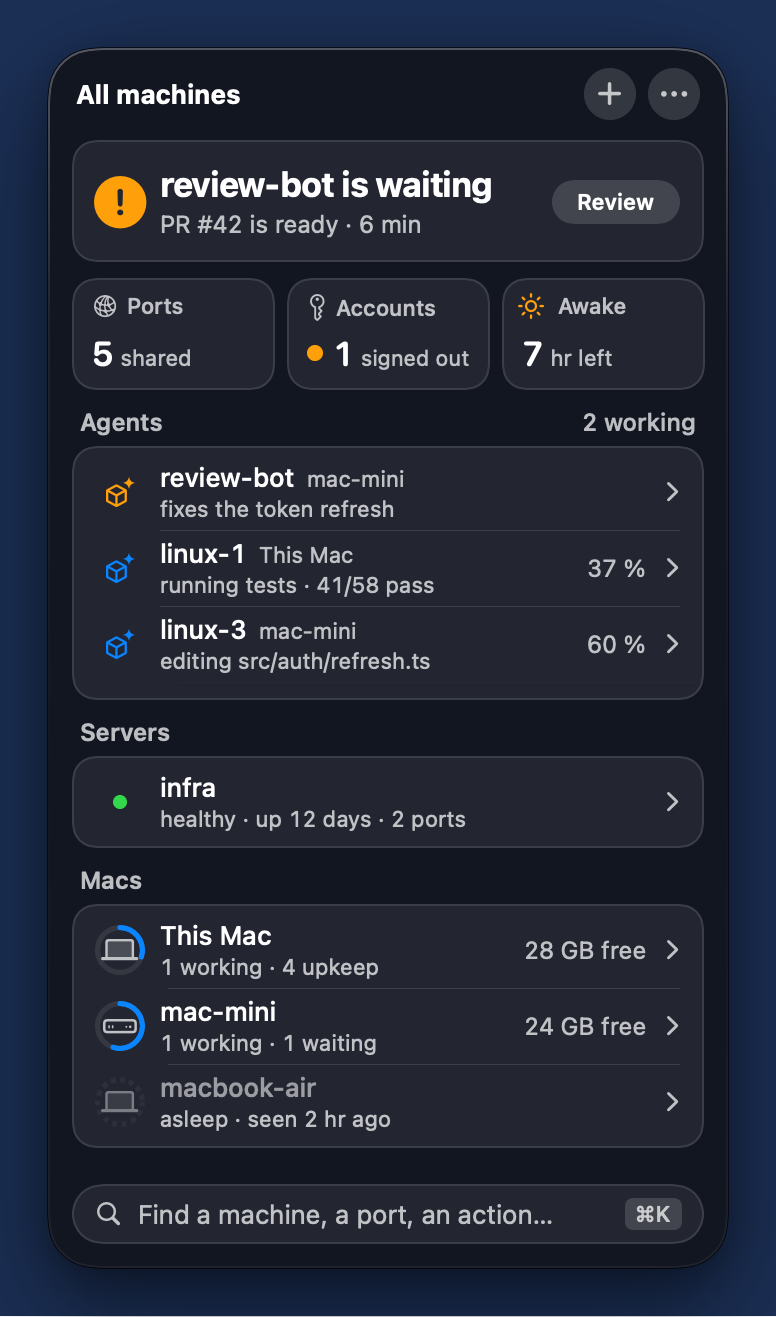 All machines
review-bot is waiting
PR #42 is ready · 6 min
Review
Ports
5 shared
Accounts
1 signed out
Awake
7 hr left
Agents
2 working
review-bot mac-mini
fixes the token refresh
linux-1 This Mac
running tests · 41/58 pass
37 %
linux-3 mac-mini
editing src/auth/refresh.ts
60 %
Servers
infra
healthy · up 12 days · 2 ports
Macs
This Mac
1 working · 4 upkeep
28 GB free
mac-mini
1 working · 1 waiting
24 GB free
macbook-air
asleep · seen 2 hr ago
Find a machine, a port, an action...
⌘K